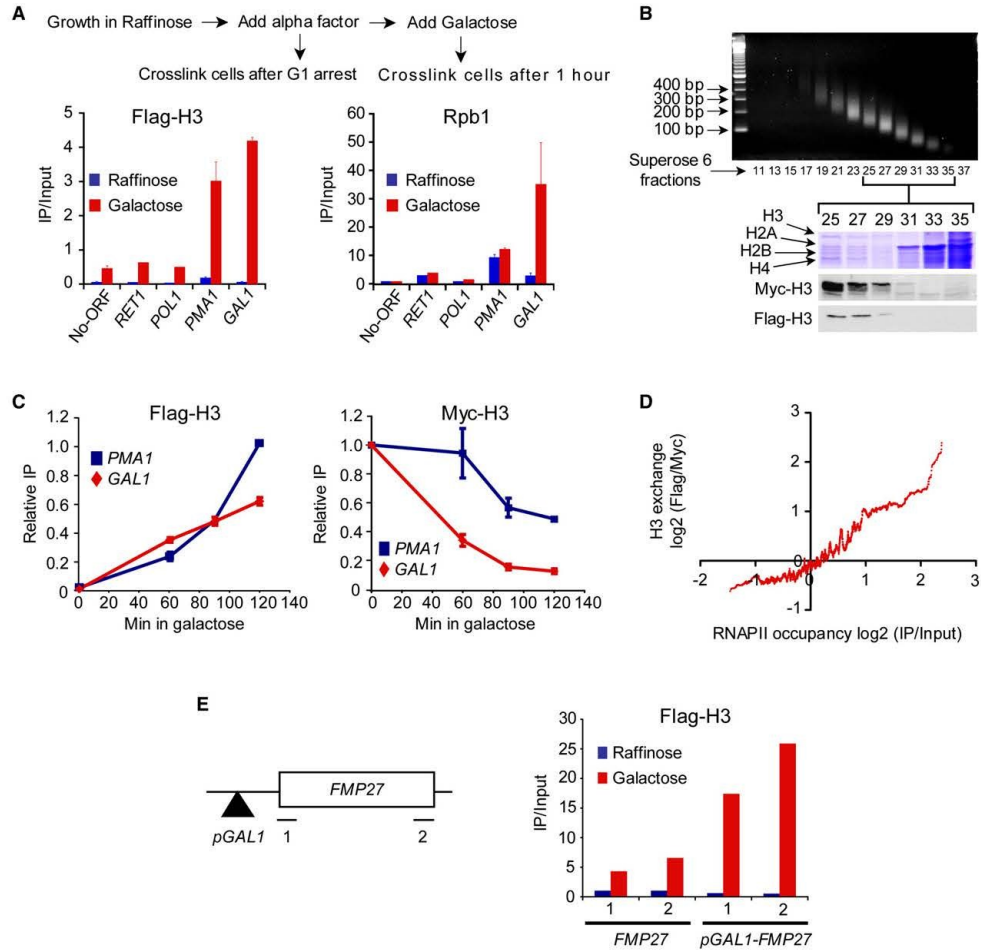 A
Growth in Raffinose → Add alpha factor → Add Galactose
Crosslink cells after G1 arrest
Crosslink cells after 1 hour
Flag-H3
IP/Input
5
4
3
2
1
0
Raffinose
Galactose
No-ORF
RET1
POL1
PMA1
GAL1
Rpb1
IP/Input
60
50
40
30
20
10
0
Raffinose
Galactose
No-ORF
RET1
POL1
PMA1
GAL1
B
400 bp
300 bp
200 bp
100 bp
Superose 6
fractions
11 13 15 17 19 21 23 25 27 29 31 33 35 37
25 27 29 31 33 35
H3
H2A
H2B
H4
Myc-H3
Flag-H3
C
Flag-H3
Relative IP
1.2
1.0
0.8
0.6
0.4
0.2
0
PMA1
GAL1
0 20 40 60 80 100 120 140
Min in galactose
Myc-H3
Relative IP
1.2
1.0
0.8
0.6
0.4
0.2
0
PMA1
GAL1
0 20 40 60 80 100 120 140
Min in galactose
D
H3 exchange
log2 (Flag/Myc)
3
2
1
0
-1
-2 -1 0 1 2 3
RNAPII occupancy log2 (IP/Input)
E
FMP27
pGAL1
1 2
Flag-H3
IP/Input
30
25
20
15
10
5
0
Raffinose
Galactose
1 2 1 2
FMP27 pGAL1-FMP27